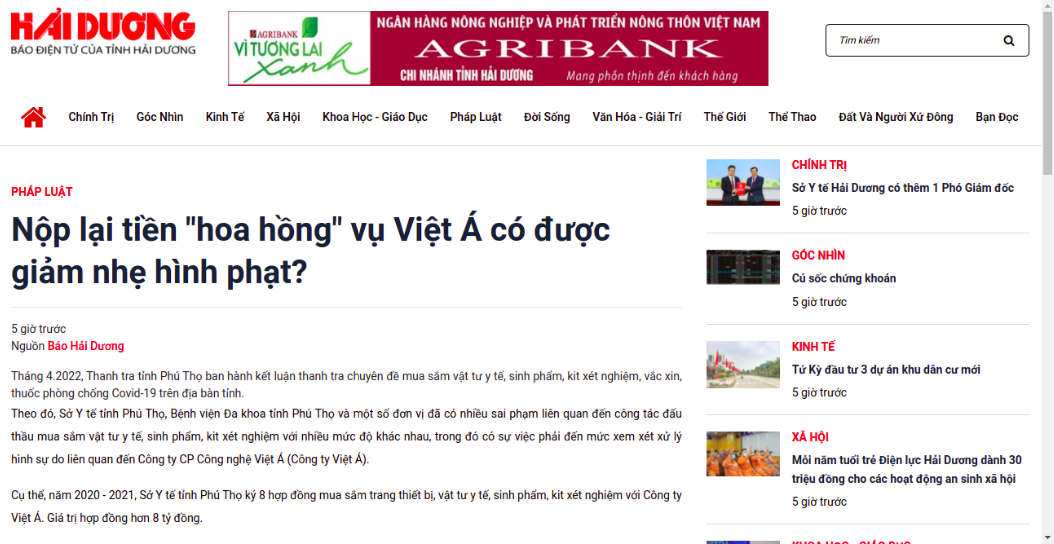 HẢI DƯƠNG
BÁO ĐIỆN TỬ CỦA TỈNH HẢI DƯƠNG
AGRIBANK
VÌ TƯƠNG LAI
Xanh
NGÂN HÀNG NÔNG NGHIỆP VÀ PHÁT TRIỂN NÔNG THÔN VIỆT NAM
AGRIBANK
CHI NHÁNH TỈNH HẢI DƯƠNG Mang phồn thịnh đến khách hàng
Tìm kiếm
Chính Trị Góc Nhìn Kinh Tế Xã Hội Khoa Học - Giáo Dục Pháp Luật Đời Sống Văn Hóa - Giải Trí Thế Giới Thể Thao Đất Và Người Xứ Đông Bạn Đọc
PHÁP LUẬT
Nộp lại tiền "hoa hồng" vụ Việt Á có được
giảm nhẹ hình phạt?
5 giờ trước
Nguồn Báo Hải Dương
Tháng 4.2022, Thanh tra tỉnh Phú Thọ ban hành kết luận thanh tra chuyên đề mua sắm vật tư y tế, sinh phẩm, kit xét nghiệm, vắc xin,
thuốc phòng chống Covid-19 trên địa bàn tỉnh.
Theo đó, Sở Y tế tỉnh Phú Thọ, Bệnh viện Đa khoa tỉnh Phú Thọ và một số đơn vị đã có nhiều sai phạm liên quan đến công tác đấu
thầu mua sắm vật tư y tế, sinh phẩm, kit xét nghiệm với nhiều mức độ khác nhau, trong đó có sự việc phải đến mức xem xét xử lý
hình sự do liên quan đến Công ty CP Công nghệ Việt Á (Công ty Việt Á).
Cụ thể, năm 2020 - 2021, Sở Y tế tỉnh Phú Thọ ký 8 hợp đồng mua sắm trang thiết bị, vật tư y tế, sinh phẩm, kit xét nghiệm với Công ty
Việt Á. Giá trị hợp đồng hơn 8 tỷ đồng.
CHÍNH TRỊ
Sở Y tế Hải Dương có thêm 1 Phó Giám đốc
5 giờ trước
GÓC NHÌN
Cú sốc chứng khoán
5 giờ trước
KINH TẾ
Tứ Kỳ đầu tư 3 dự án khu dân cư mới
5 giờ trước
XÃ HỘI
Mỗi năm tuổi trẻ Điện lực Hải Dương dành 30
triệu đồng cho các hoạt động an sinh xã hội
5 giờ trước
KHOA HỌC - GIÁO DỤC